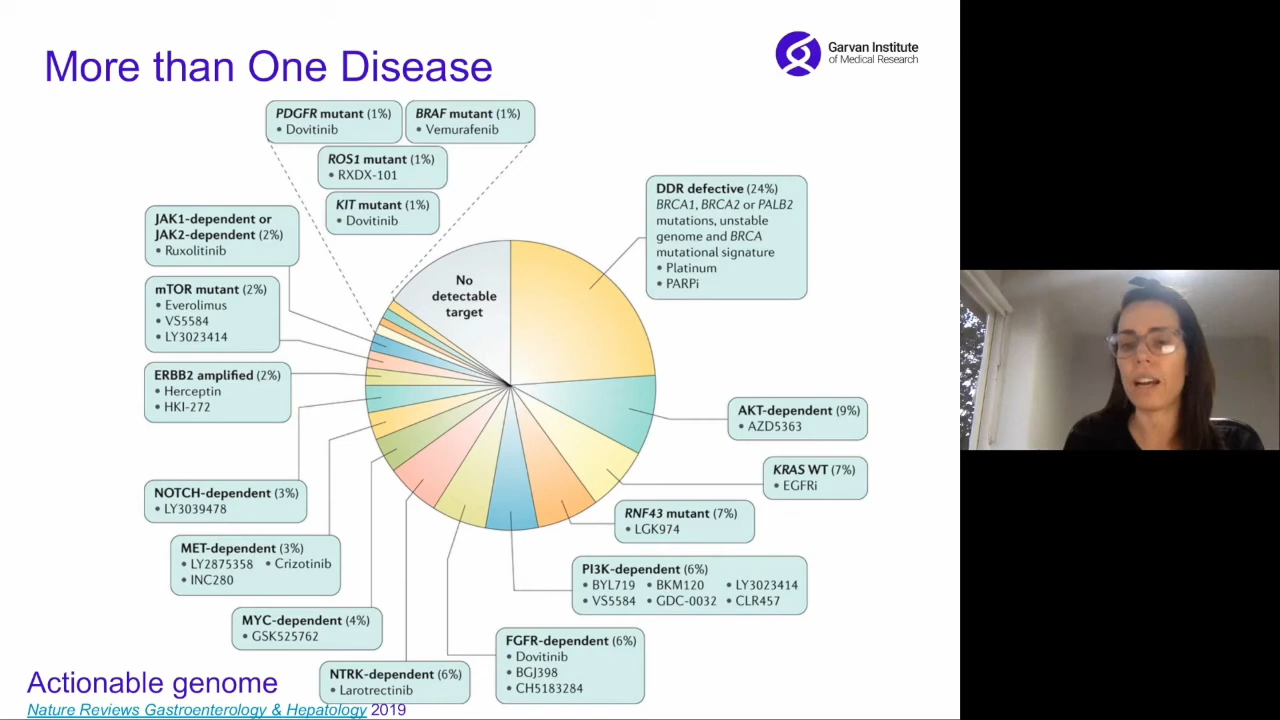 More than One Disease
Garvan Institute
of Medical Research
PDGFR mutant (1%)
• Dovitinib
BRAF mutant (1%)
• Vemurafenib
ROS1 mutant (1%)
• RXDX-101
KIT mutant (1%)
• Dovitinib
JAK1-dependent or
JAK2-dependent (2%)
• Ruxolitinib
mTOR mutant (2%)
• Everolimus
• VS5584
• LY3023414
ERBB2 amplified (2%)
• Herceptin
• HKI-272
NOTCH-dependent (3%)
• LY3039478
MET-dependent (3%)
• LY2875358 • Crizotinib
• INC280
MYC-dependent (4%)
• GSK525762
NTRK-dependent (6%)
• Larotrectinib
No
detectable
target
DDR defective (24%)
BRCA1, BRCA2 or PALB2
mutations, unstable
genome and BRCA
mutational signature
• Platinum
• PARPi
AKT-dependent (9%)
• AZD5363
KRAS WT (7%)
• EGFRi
RNF43 mutant (7%)
• LGK974
PI3K-dependent (6%)
• BYL719 • BKM120 • LY3023414
• VS5584 • GDC-0032 • CLR457
FGFR-dependent (6%)
• Dovitinib
• BGJ398
• CH5183284
Actionable genome
Nature Reviews Gastroenterology & Hepatology 2019